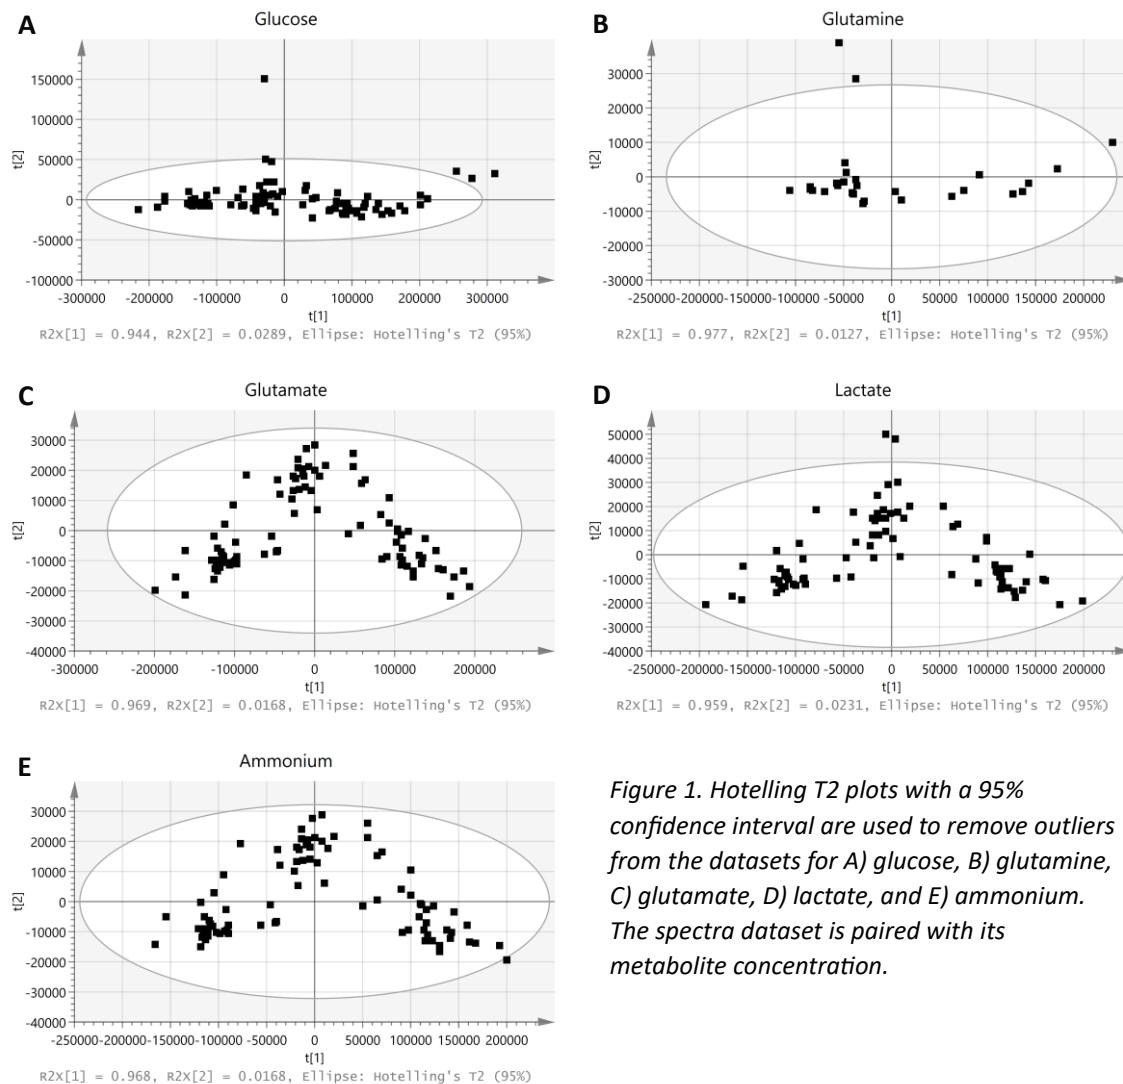 A
Glucose
t[2]
150000
100000
50000
0
-50000
-100000
-300000 -200000 -100000 0 100000 200000 300000
t[1]
R2X[1] = 0.944, R2X[2] = 0.0289, Ellipse: Hotelling's T2 (95%)
B
Glutamine
t[2]
30000
20000
10000
0
-10000
-20000
-30000
-250000 -200000 -150000 -100000 -50000 0 50000 100000 150000 200000
t[1]
R2X[1] = 0.977, R2X[2] = 0.0127, Ellipse: Hotelling's T2 (95%)
C
Glutamate
t[2]
30000
20000
10000
0
-10000
-20000
-30000
-40000
-300000 -200000 -100000 0 100000 200000
t[1]
R2X[1] = 0.969, R2X[2] = 0.0168, Ellipse: Hotelling's T2 (95%)
D
Lactate
t[2]
50000
40000
30000
20000
10000
0
-10000
-20000
-30000
-40000
-250000 -200000 -150000 -100000 -50000 0 50000 100000 150000 200000
t[1]
R2X[1] = 0.959, R2X[2] = 0.0231, Ellipse: Hotelling's T2 (95%)
E
Ammonium
t[2]
30000
20000
10000
0
-10000
-20000
-30000
-40000
-250000 -200000 -150000 -100000 -50000 0 50000 100000 150000 200000
t[1]
R2X[1] = 0.968, R2X[2] = 0.0168, Ellipse: Hotelling's T2 (95%)
Figure 1. Hotelling T2 plots with a 95%
confidence interval are used to remove outliers
from the datasets for A) glucose, B) glutamine,
C) glutamate, D) lactate, and E) ammonium.
The spectra dataset is paired with its
metabolite concentration.